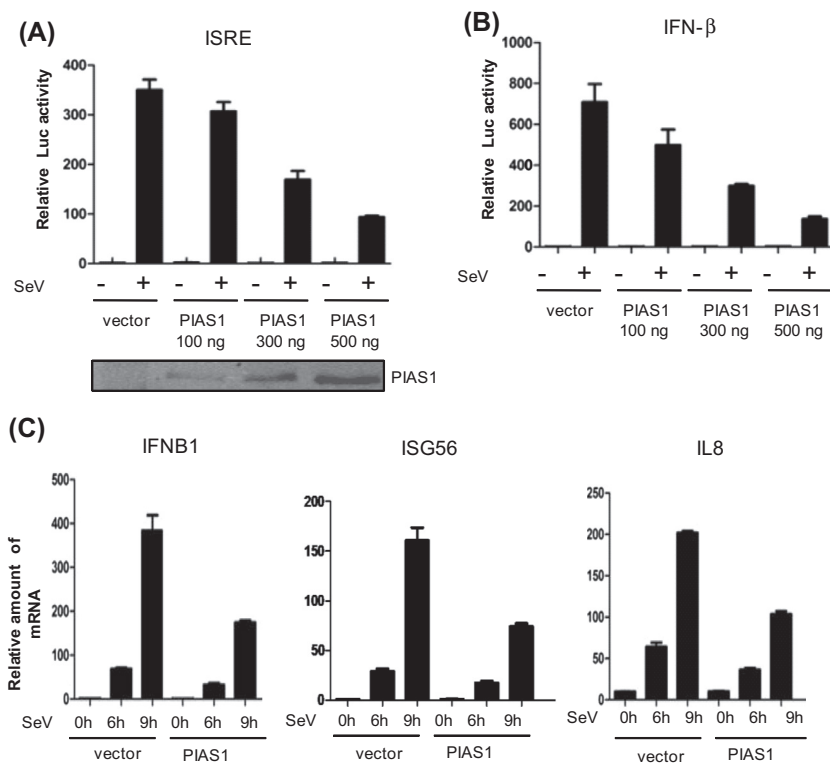 (A)
ISRE
Relative Luc activity
400
300
200
100
0
SeV - + - + - + - +
vector PIAS1 PIAS1 PIAS1
100 ng 300 ng 500 ng
PIAS1
(B)
IFN-β
Relative Luc activity
1000
800
600
400
200
0
SeV - + - + - + - +
vector PIAS1 PIAS1 PIAS1
100 ng 300 ng 500 ng
(C)
IFNB1
Relative amount of
mRNA
500
400
300
200
100
0
SeV 0h 6h 9h 0h 6h 9h
vector PIAS1
ISG56
200
150
100
50
0
SeV 0h 6h 9h 0h 6h 9h
vector PIAS1
IL8
250
200
150
100
50
0
SeV 0h 6h 9h 0h 6h 9h
vector PIAS1